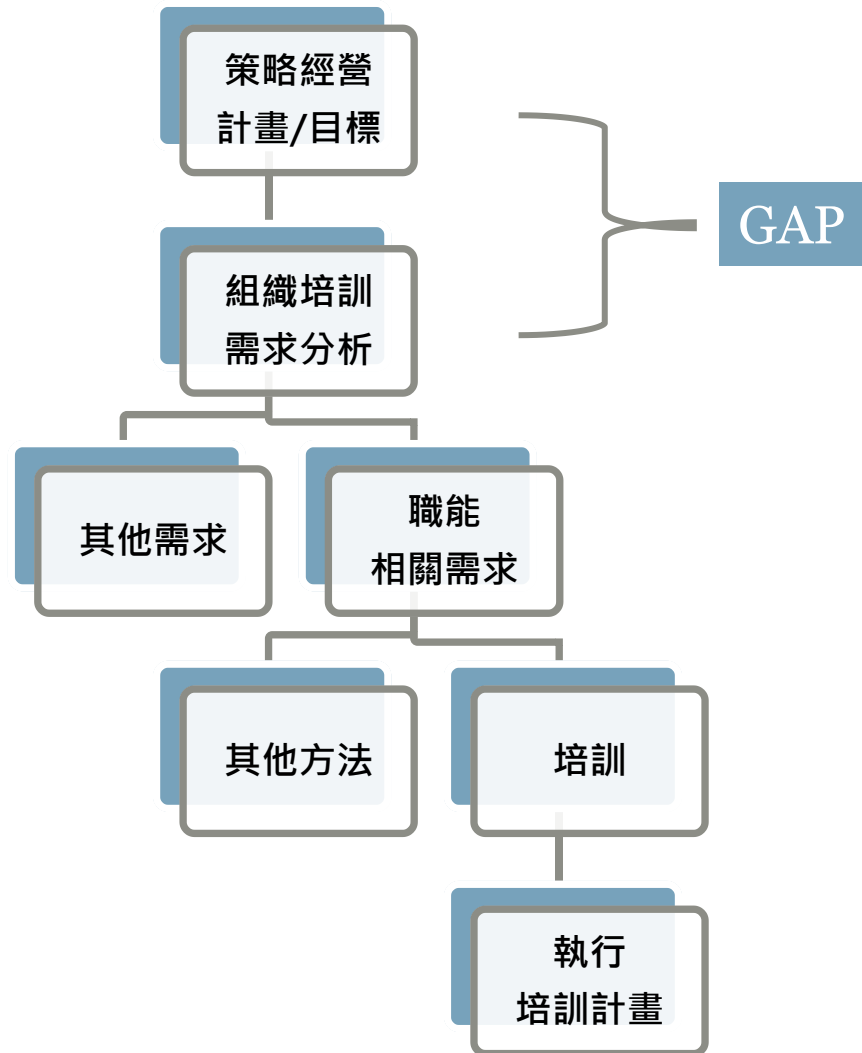 策略經營
計畫/目標
GAP
組織培訓
需求分析
其他需求
職能
相關需求
其他方法
培訓
執行
培訓計畫